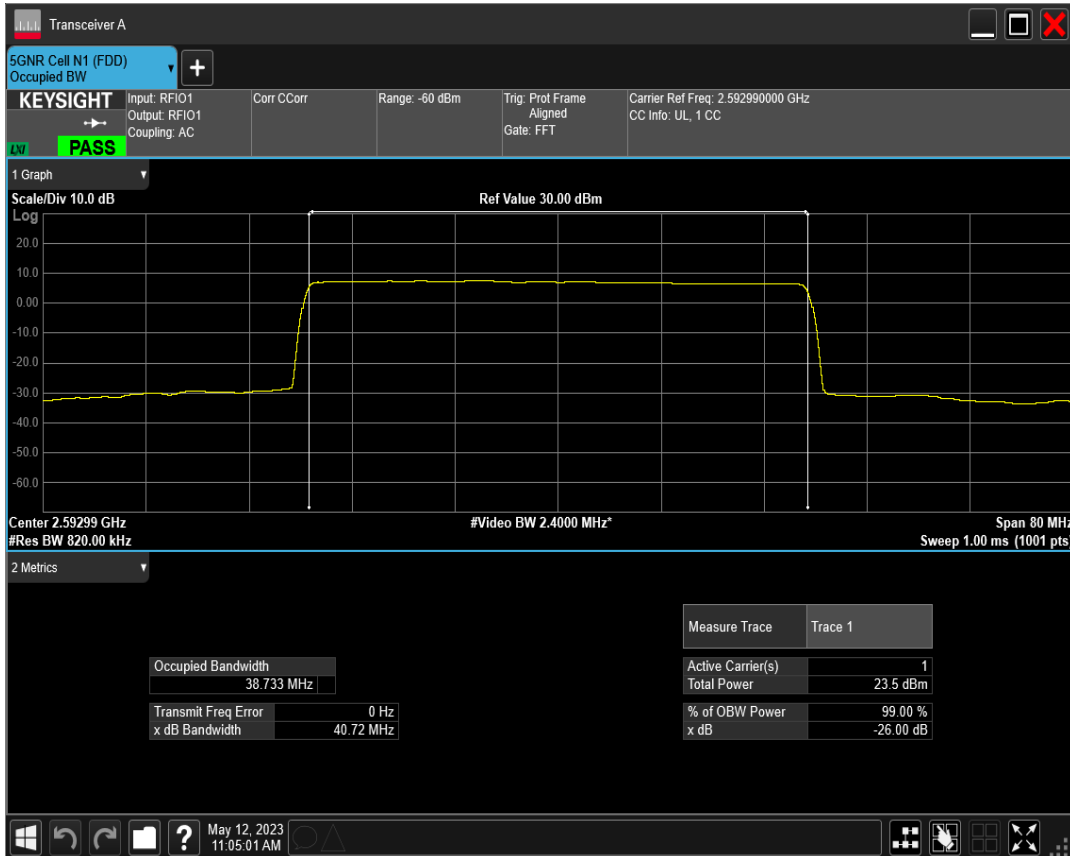 Transceiver A
5GNR Cell N1 (FDD)
Occupied BW
+
KEYSIGHT
LXI
PASS
Input: RFIO1
Output: RFIO1
Coupling: AC
Corr CCorr
Range: -60 dBm
Trig: Prot Frame
Aligned
Gate: FFT
Carrier Ref Freq: 2.592990000 GHz
CC Info: UL, 1 CC
1 Graph
Scale/Div 10.0 dB
Ref Value 30.00 dBm
Log
20.0
10.0
0.00
-10.0
-20.0
-30.0
-40.0
-50.0
-60.0
Center 2.59299 GHz
#Video BW 2.4000 MHz*
Span 80 MHz
#Res BW 820.00 kHz
Sweep 1.00 ms (1001 pts)
2 Metrics
Measure Trace Trace 1
Occupied Bandwidth
38.733 MHz
Active Carrier(s) 1
Total Power 23.5 dBm
Transmit Freq Error 0 Hz
x dB Bandwidth 40.72 MHz
% of OBW Power 99.00 %
x dB -26.00 dB
?
May 12, 2023
11:05:01 AM